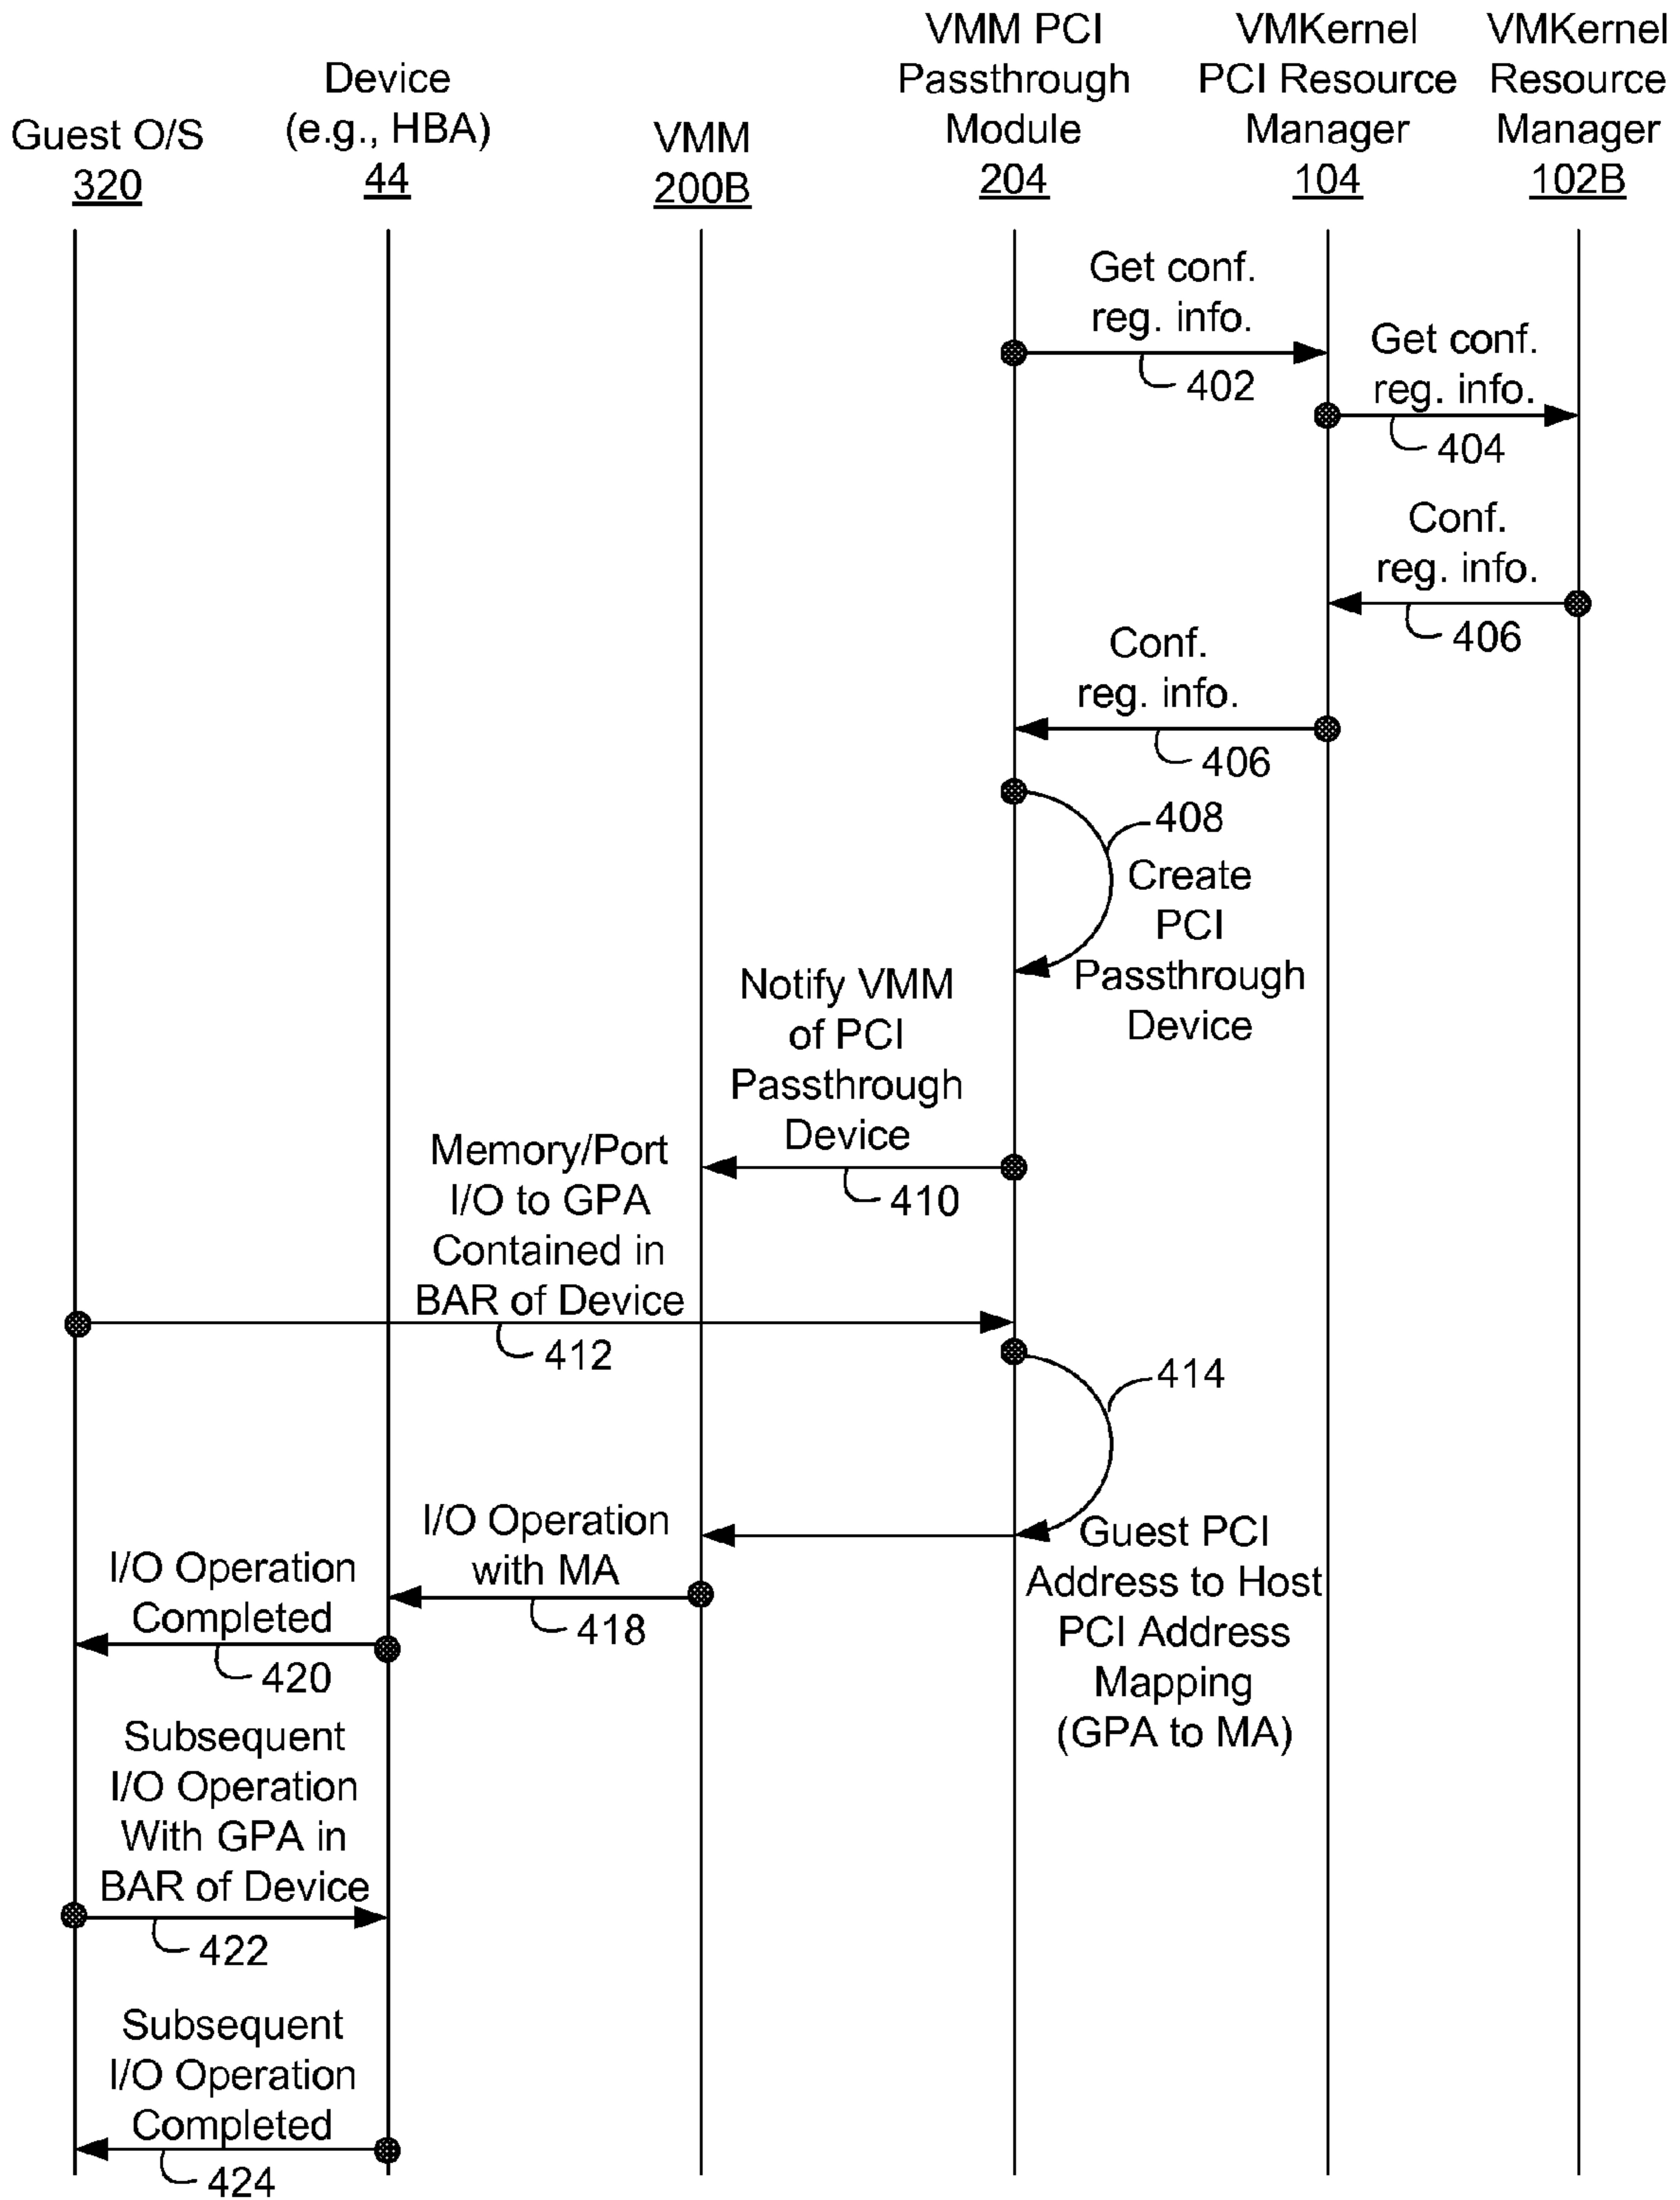 Guest O/S
320
Device
(e.g., HBA)
44
VMM
200B
VMM PCI
Passthrough
Module
204
VMKernel
PCI Resource
Manager
104
VMKernel
Resource
Manager
102B
Get conf.
reg. info.
402
Get conf.
reg. info.
404
Conf.
reg. info.
406
Conf.
reg. info.
406
408
Create
PCI
Passthrough
Device
Notify VMM
of PCI
Passthrough
Device
410
Memory/Port
I/O to GPA
Contained in
BAR of Device
412
414
Guest PCI
Address to Host
PCI Address
Mapping
(GPA to MA)
I/O Operation
with MA
418
I/O Operation
Completed
420
Subsequent
I/O Operation
With GPA in
BAR of Device
422
Subsequent
I/O Operation
Completed
424